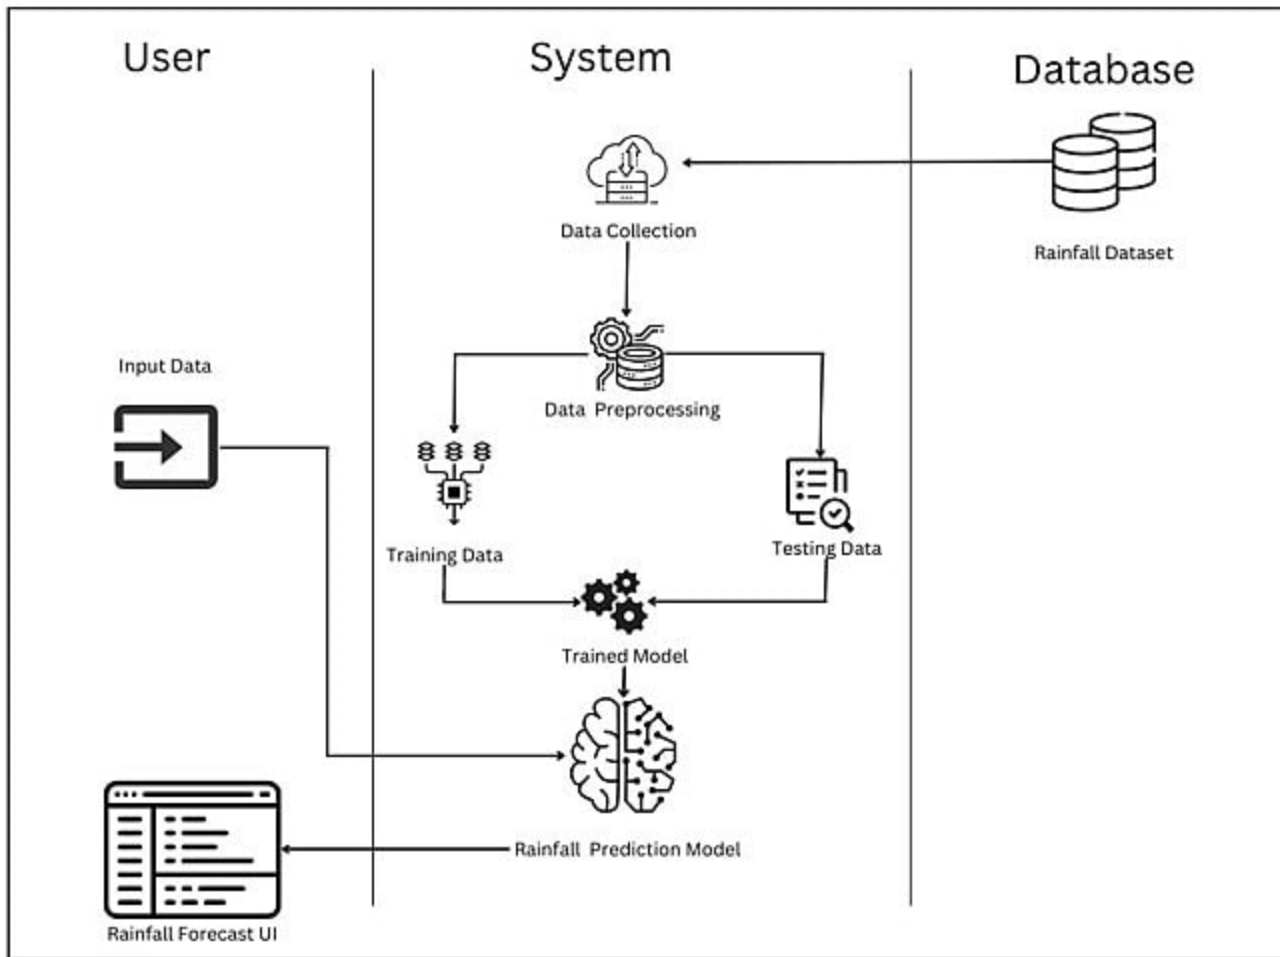 User
System
Database
Data Collection
Rainfall Dataset
Input Data
Data Preprocessing
Training Data
Testing Data
Trained Model
Rainfall Prediction Model
Rainfall Forecast UI